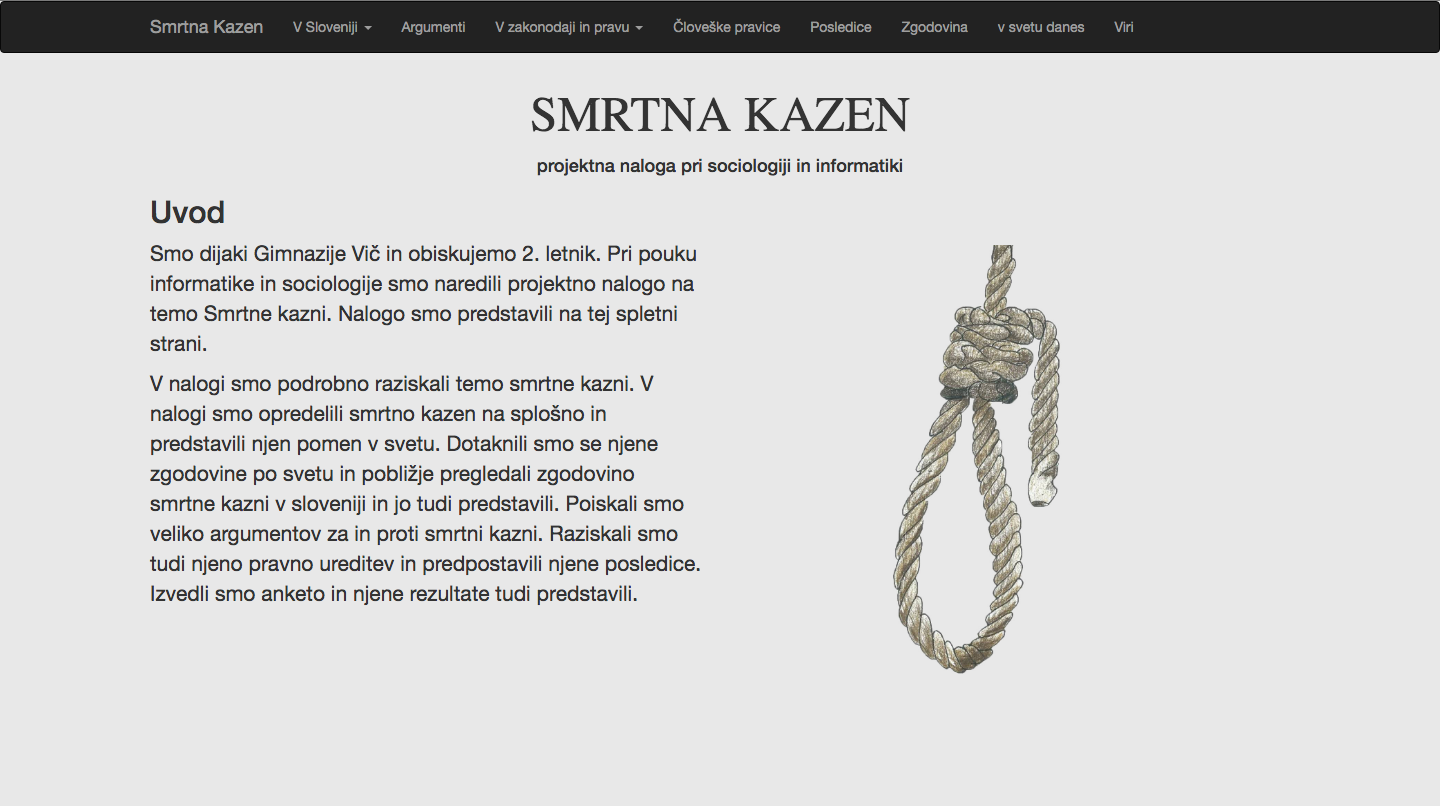 Smrtna Kazen V Sloveniji Argumenti V zakonodaji in pravu Človeške pravice Posledice Zgodovina v svetu danes Viri
SMRTNA KAZEN
projektna naloga pri sociologiji in informatiki
Uvod
Smo dijaki Gimnazije Vič in obiskujemo 2. letnik. Pri pouku
informatike in sociologije smo naredili projektno nalogo na
temo Smrtne kazni. Nalogo smo predstavili na tej spletni
strani.
V nalogi smo podrobno raziskali temo smrtne kazni. V
nalogi smo opredelili smrtno kazen na splošno in
predstavili njen pomen v svetu. Dotaknili smo se njene
zgodovine po svetu in pobližje pregledali zgodovino
smrtne kazni v sloveniji in jo tudi predstavili. Poiskali smo
veliko argumentov za in proti smrtni kazni. Raziskali smo
tudi njeno pravno ureditev in predpostavili njene posledice.
Izvedli smo anketo in njene rezultate tudi predstavili.